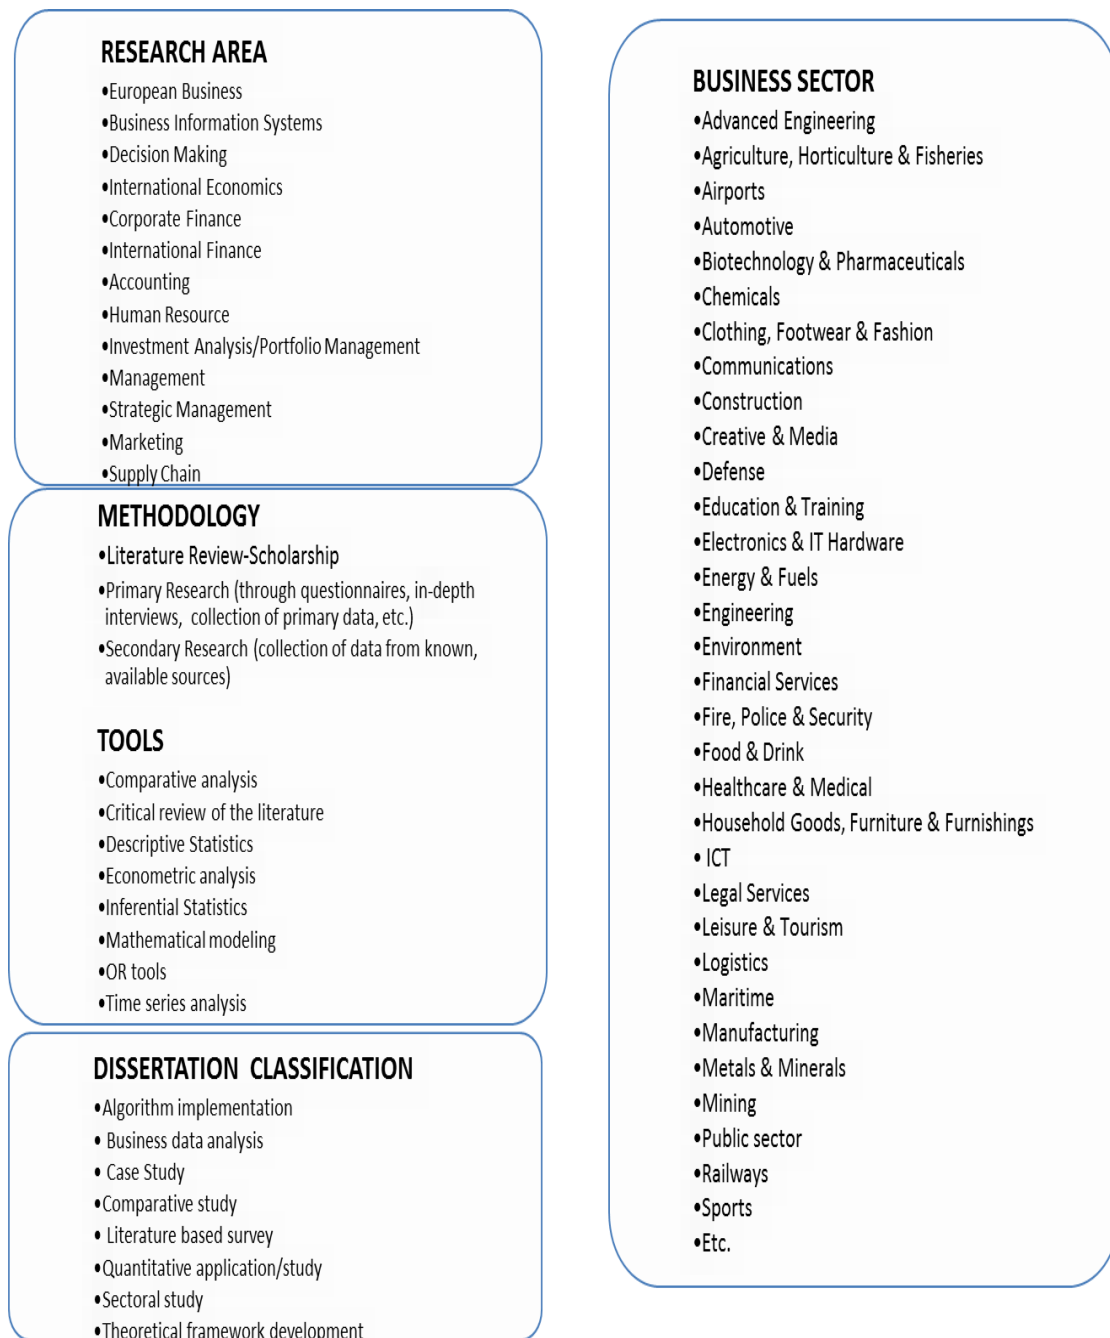 RESEARCH AREA
•European Business
•Business Information Systems
•Decision Making
•International Economics
•Corporate Finance
•International Finance
•Accounting
•Human Resource
•Investment Analysis/Portfolio Management
•Management
•Strategic Management
•Marketing
•Supply Chain
METHODOLOGY
•Literature Review-Scholarship
•Primary Research (through questionnaires, in-depth
interviews, collection of primary data, etc.)
•Secondary Research (collection of data from known,
available sources)
TOOLS
•Comparative analysis
•Critical review of the literature
•Descriptive Statistics
•Econometric analysis
•Inferential Statistics
•Mathematical modeling
•OR tools
•Time series analysis
DISSERTATION CLASSIFICATION
•Algorithm implementation
• Business data analysis
• Case Study
•Comparative study
• Literature based survey
•Quantitative application/study
•Sectoral study
•Theoretical framework development
BUSINESS SECTOR
•Advanced Engineering
•Agriculture, Horticulture & Fisheries
•Airports
•Automotive
•Biotechnology & Pharmaceuticals
•Chemicals
•Clothing, Footwear & Fashion
•Communications
•Construction
•Creative & Media
•Defense
•Education & Training
•Electronics & IT Hardware
•Energy & Fuels
•Engineering
•Environment
•Financial Services
•Fire, Police & Security
•Food & Drink
•Healthcare & Medical
•Household Goods, Furniture & Furnishings
• ICT
•Legal Services
•Leisure & Tourism
•Logistics
•Maritime
•Manufacturing
•Metals & Minerals
•Mining
•Public sector
•Railways
•Sports
•Etc.